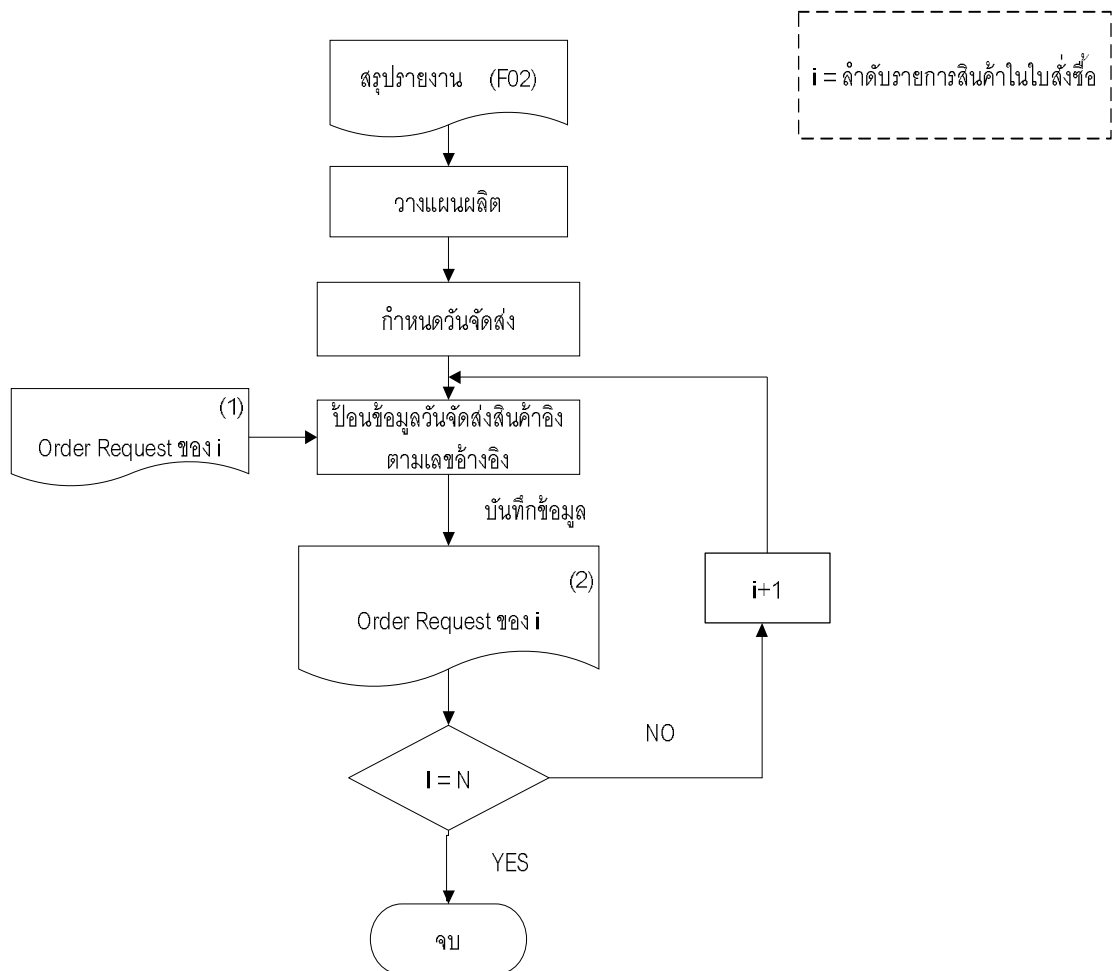 สรุปรายงาน (F02)
i = ลำดับรายการสินค้าในใบสั่งซื้อ
วางแผนผลิต
กำหนดวันจัดส่ง
(1)
Order Request ของ i
ป้อนข้อมูลวันจัดส่งสินค้าอิง
ตามเลขอ้างอิง
บันทึกข้อมูล
(2)
Order Request ของ i
i+1
NO
I = N
YES
จบ